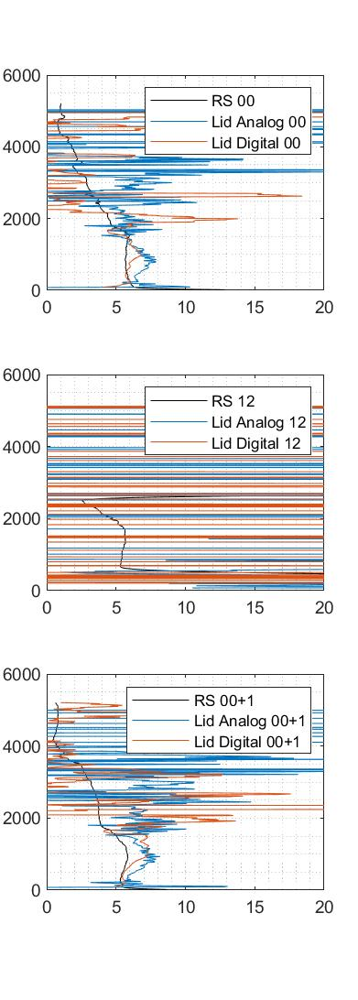 6000
RS 00
Lid Analog 00
Lid Digital 00
4000
2000
0
0 5 10 15 20
6000
RS 12
Lid Analog 12
Lid Digital 12
4000
2000
0
0 5 10 15 20
6000
RS 00+1
Lid Analog 00+1
Lid Digital 00+1
4000
2000
0
0 5 10 15 20